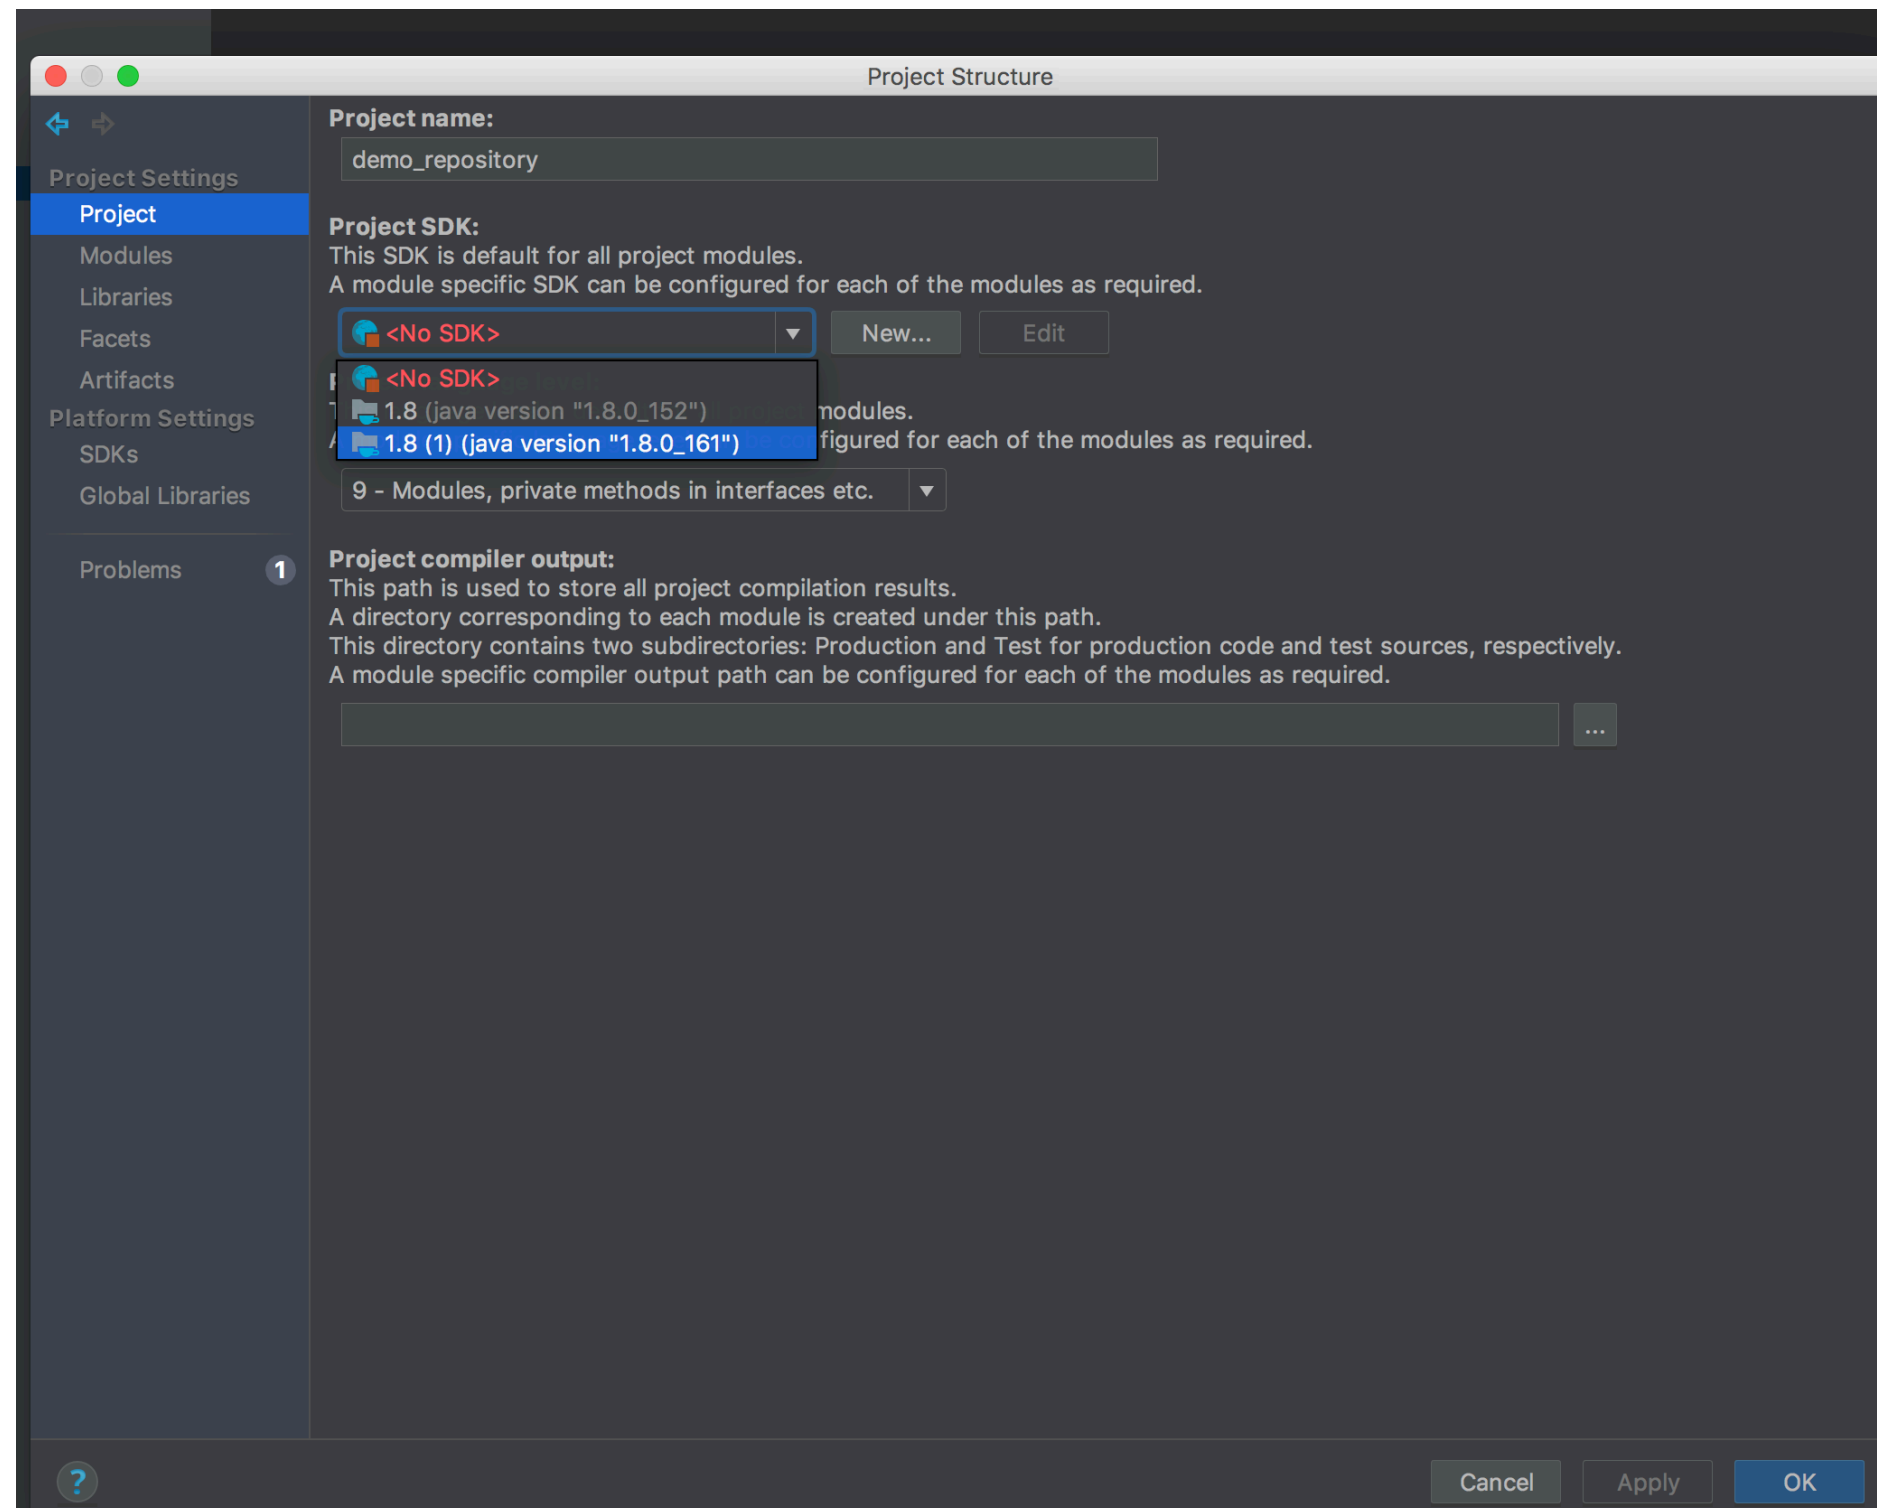 Project Structure
Project name:
demo_repository
Project Settings
Project
Modules
Libraries
Facets
Artifacts
Platform Settings
SDKs
Global Libraries
Problems 1
Project SDK:
This SDK is default for all project modules.
A module specific SDK can be configured for each of the modules as required.
<No SDK> New... Edit
<No SDK>
1.8 (java version "1.8.0_152") modules.
1.8 (1) (java version "1.8.0_161") figured for each of the modules as required.
9 - Modules, private methods in interfaces etc.
Project compiler output:
This path is used to store all project compilation results.
A directory corresponding to each module is created under this path.
This directory contains two subdirectories: Production and Test for production code and test sources, respectively.
A module specific compiler output path can be configured for each of the modules as required.
...
? Cancel Apply OK